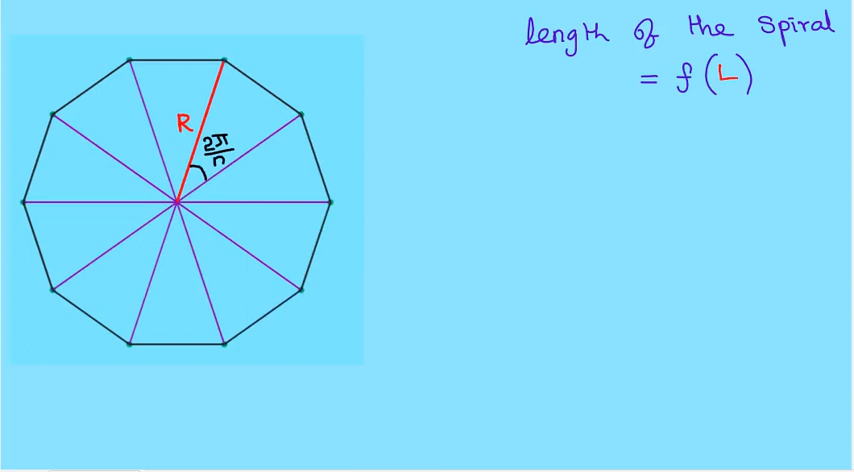 length of the Spiral
= f(L)
R
2π/n